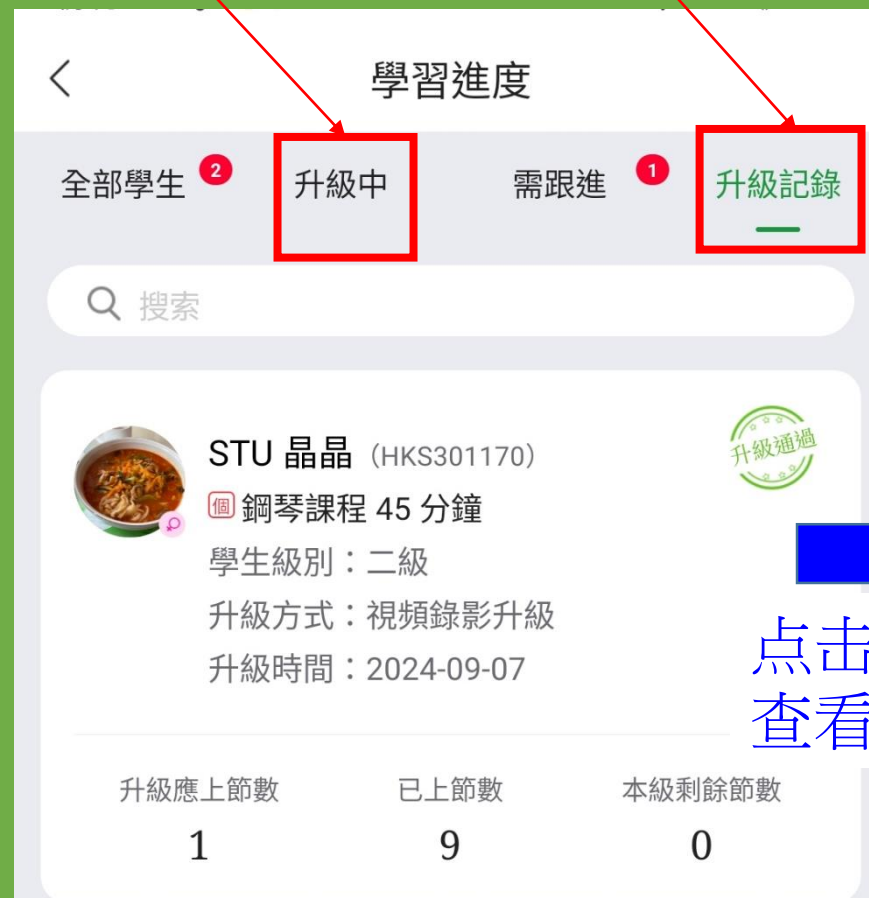 學習進度
全部學生 2 升級中 需跟進 1 升級記錄
搜索
STU 晶晶（HKS301170）
升級通過
個 鋼琴課程 45 分鐘
學生級別：二級
升級方式：視頻錄影升級
升級時間：2024-09-07
点击
查看
升級應上節數 已上節數 本級剩餘節數
1 9 0